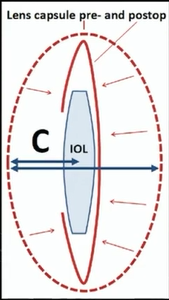 Lens capsule pre- and postop
C
IOL